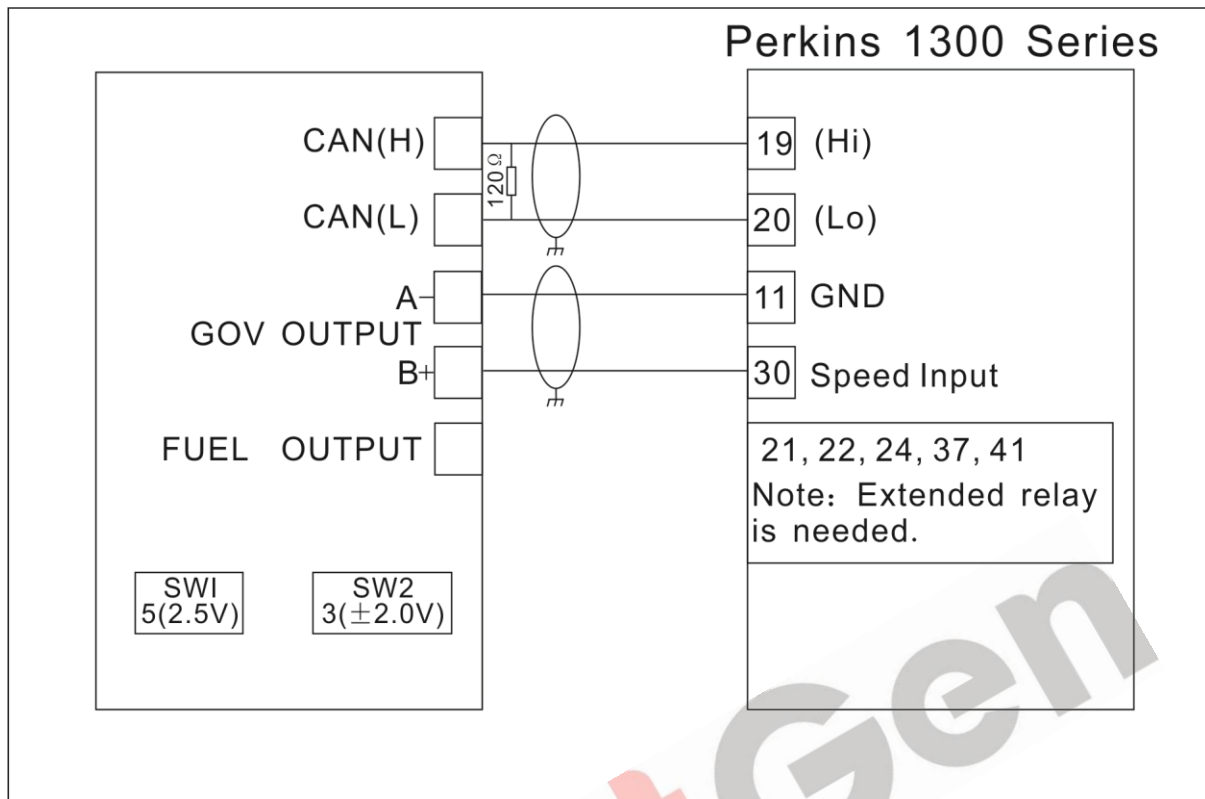 Perkins 1300 Series
CAN(H)
120Ω
19 (Hi)
CAN(L)
20 (Lo)
A-
11 GND
GOV OUTPUT
B+
30 Speed Input
FUEL OUTPUT
21, 22, 24, 37, 41
Note: Extended relay
is needed.
SWI
5(2.5V)
SW2
3(±2.0V)
tGen